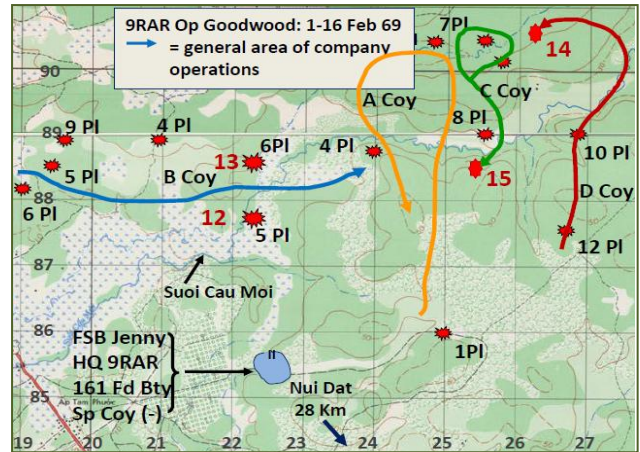 9RAR Op Goodwood: 1-16 Feb 69
= general area of company
operations
7Pl
14
90
A Coy
C Coy
9 Pl
4 Pl
8 Pl
89
13
6Pl
4 Pl
10 Pl
5 Pl
B Coy
15
D Coy
6 Pl
88
12
5 Pl
12 Pl
87
Suoi Cau Moi
86
FSB Jenny
HQ 9RAR
161 Fd Bty
Sp Coy (-)
II
1Pl
Nui Dat
28 Km
85
19 20 21 22 23 24 25 26 27